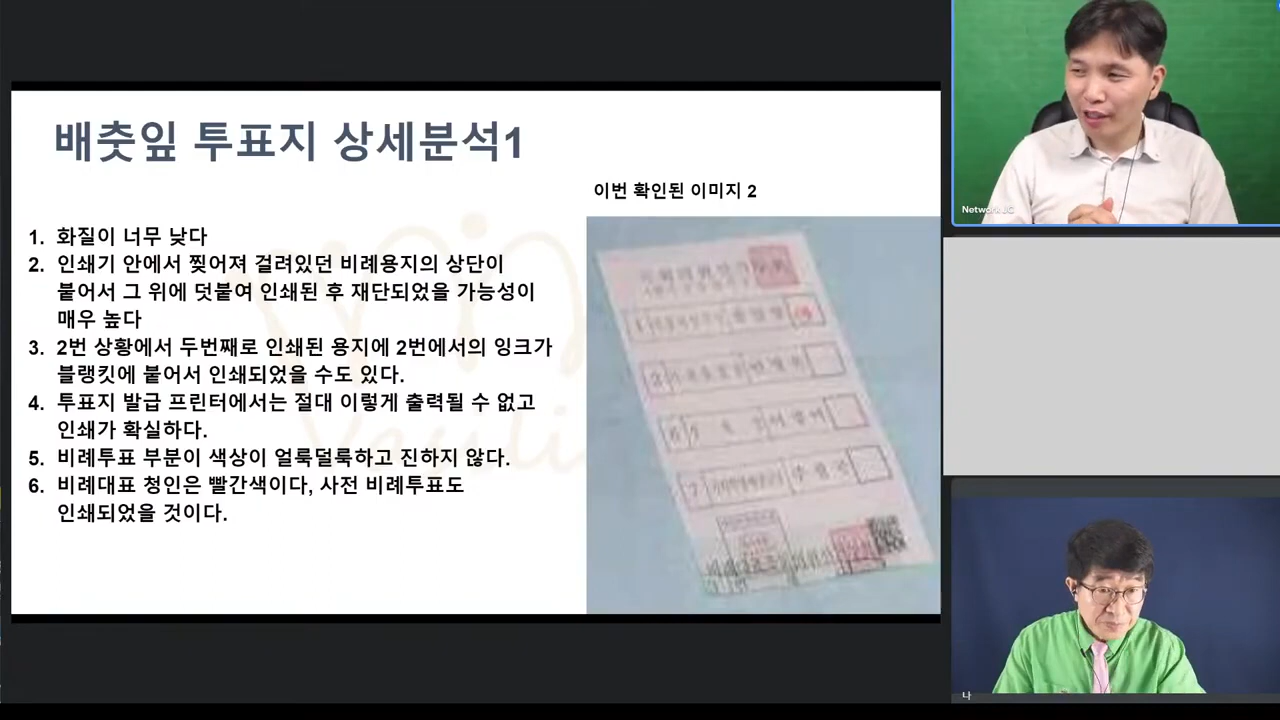 배춧잎 투표지 상세분석1
이번 확인된 이미지 2
1. 화질이 너무 낮다
2. 인쇄기 안에서 찢어져 걸려있던 비례용지의 상단이
붙어서 그 위에 덧붙여 인쇄된 후 재단되었을 가능성이
매우 높다
3. 2번 상황에서 두번째로 인쇄된 용지에 2번에서의 잉크가
블랭킷에 붙어서 인쇄되었을 수도 있다.
4. 투표지 발급 프린터에서는 절대 이렇게 출력될 수 없고
인쇄가 확실하다.
5. 비례투표 부분이 색상이 얼룩덜룩하고 진하지 않다.
6. 비례대표 청인은 빨간색이다, 사전 비례투표도
인쇄되었을 것이다.
Network JC
나